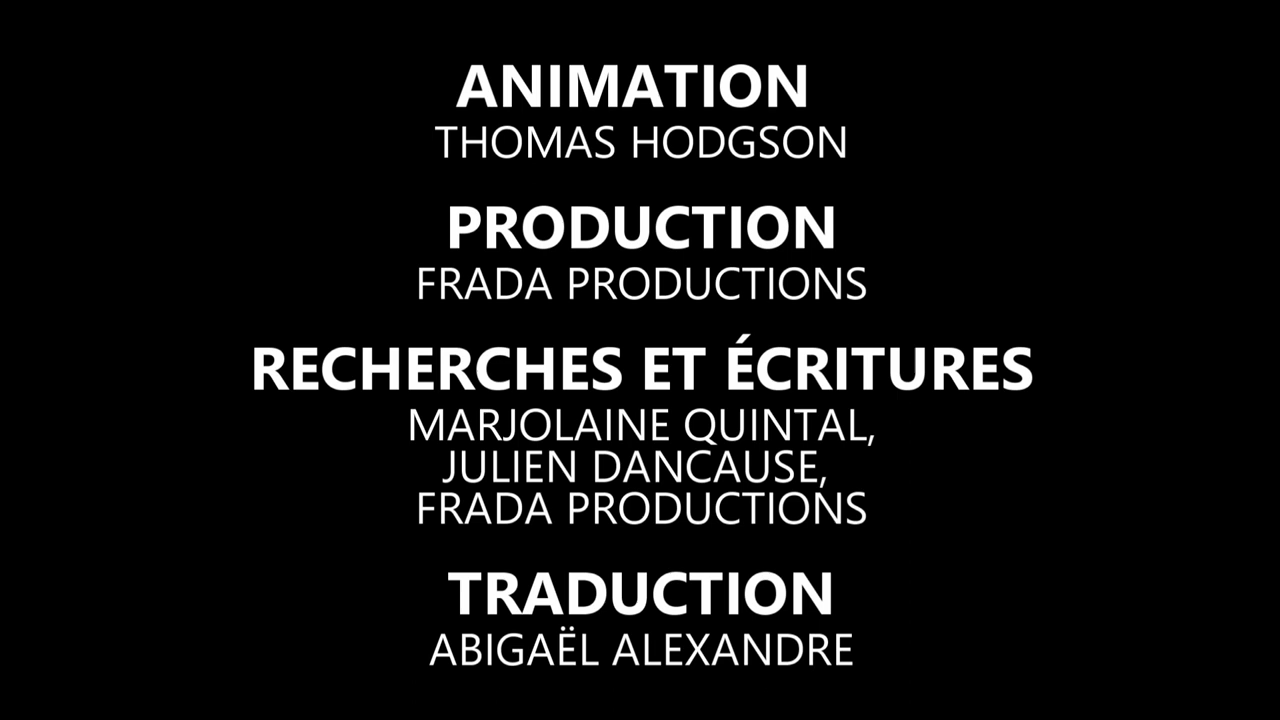 ANIMATION
THOMAS HODGSON
PRODUCTION
FRADA PRODUCTIONS
RECHERCHES ET ÉCRITURES
MARJOLAINE QUINTAL,
JULIEN DANCAUSE,
FRADA PRODUCTIONS
TRADUCTION
ABIGAËL ALEXANDRE